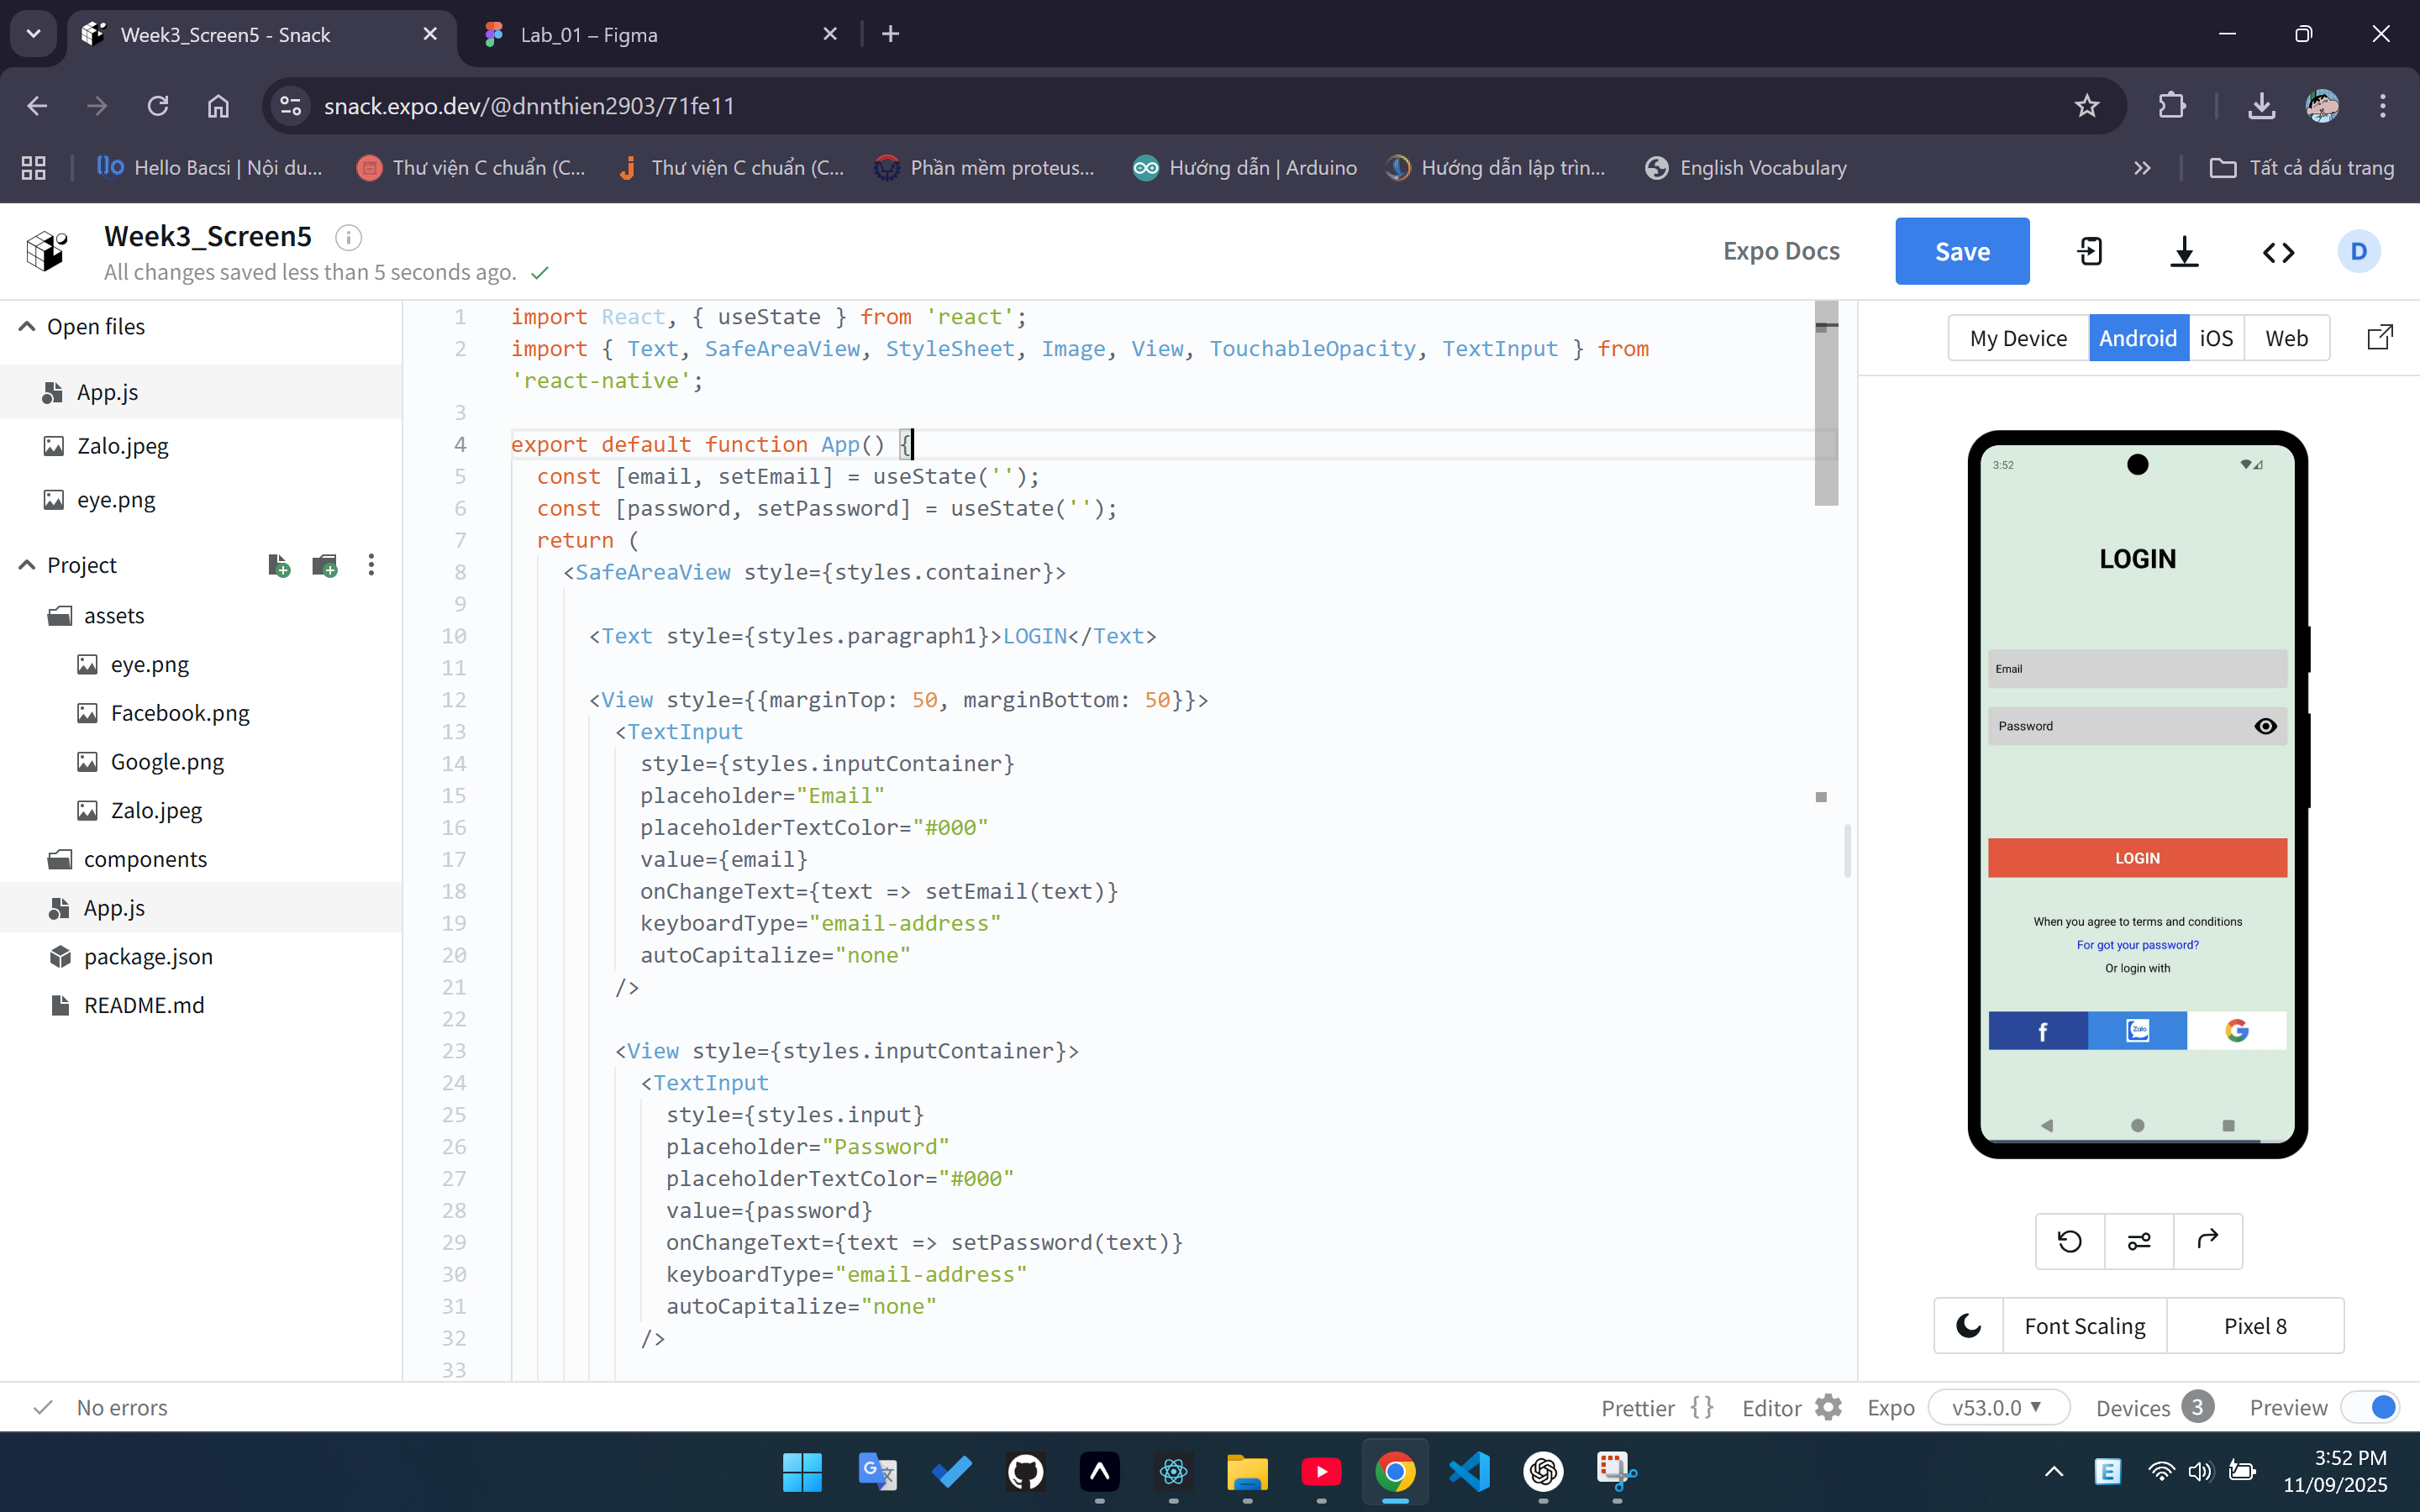 Week3_Screen5 - Snack
Lab_01 – Figma
snack.expo.dev/@dnnthien2903/71fe11
Hello Bacsi | Nội du...
Thư viện C chuẩn (C...
Thư viện C chuẩn (C...
Phần mềm proteus...
Hướng dẫn | Arduino
Hướng dẫn lập trìn...
English Vocabulary
Tất cả dấu trang
Week3_Screen5
All changes saved less than 5 seconds ago.
Expo Docs
Save
D
Open files
App.js
Zalo.jpeg
eye.png
Project
assets
eye.png
Facebook.png
Google.png
Zalo.jpeg
components
App.js
package.json
README.md
1 import React, { useState } from 'react';
2 import { Text, SafeAreaView, StyleSheet, Image, View, TouchableOpacity, TextInput } from
'react-native';
3
4 export default function App() {
5 const [email, setEmail] = useState('');
6 const [password, setPassword] = useState('');
7 return (
8 <SafeAreaView style={styles.container}>
9
10 <Text style={styles.paragraph1}>LOGIN</Text>
11
12 <View style={{marginTop: 50, marginBottom: 50}}>
13 <TextInput
14 style={styles.inputContainer}
15 placeholder="Email"
16 placeholderTextColor="#000"
17 value={email}
18 onChangeText={text => setEmail(text)}
19 keyboardType="email-address"
20 autoCapitalize="none"
21 />
22
23 <View style={styles.inputContainer}>
24 <TextInput
25 style={styles.input}
26 placeholder="Password"
27 placeholderTextColor="#000"
28 value={password}
29 onChangeText={text => setPassword(text)}
30 keyboardType="email-address"
31 autoCapitalize="none"
32 />
33
My Device
Android
iOS
Web
3:52
LOGIN
Email
Password
LOGIN
When you agree to terms and conditions
For got your password?
Or login with
f
Zalo
G
Font Scaling
Pixel 8
No errors
Prettier {}
Editor
Expo
v53.0.0
Devices 3
Preview
E
3:52 PM
11/09/2025